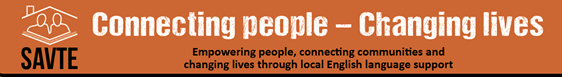 SAVTE
Connecting people – Changing lives
Empowering people, connecting communities and
changing lives through local English language support